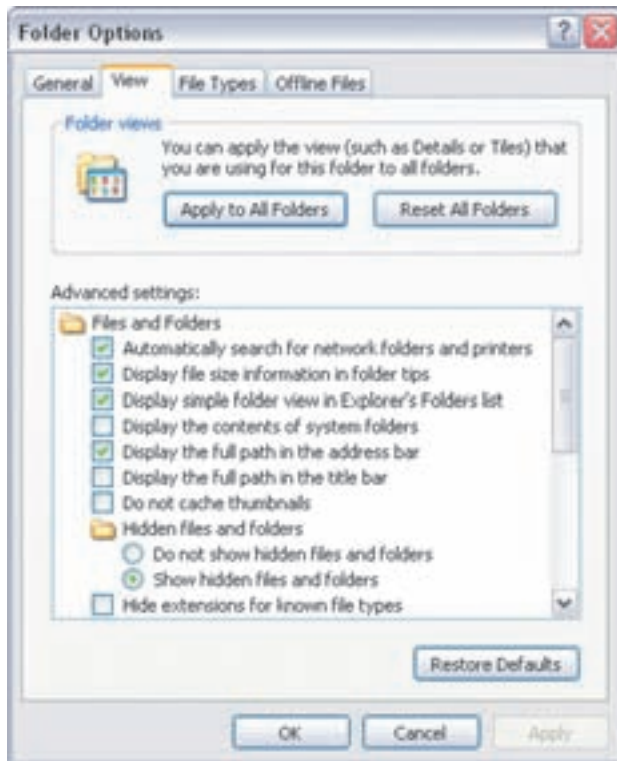 Folder Options
General View File Types Offline Files
Folder views
You can apply the view (such as Details or Tiles) that
you are using for this folder to all folders.
Apply to All Folders Reset All Folders
Advanced settings:
Files and Folders
Automatically search for network folders and printers
Display file size information in folder tips
Display simple folder view in Explorer's Folders list
Display the contents of system folders
Display the full path in the address bar
Display the full path in the title bar
Do not cache thumbnails
Hidden files and folders
Do not show hidden files and folders
Show hidden files and folders
Hide extensions for known file types
Restore Defaults
OK Cancel Apply